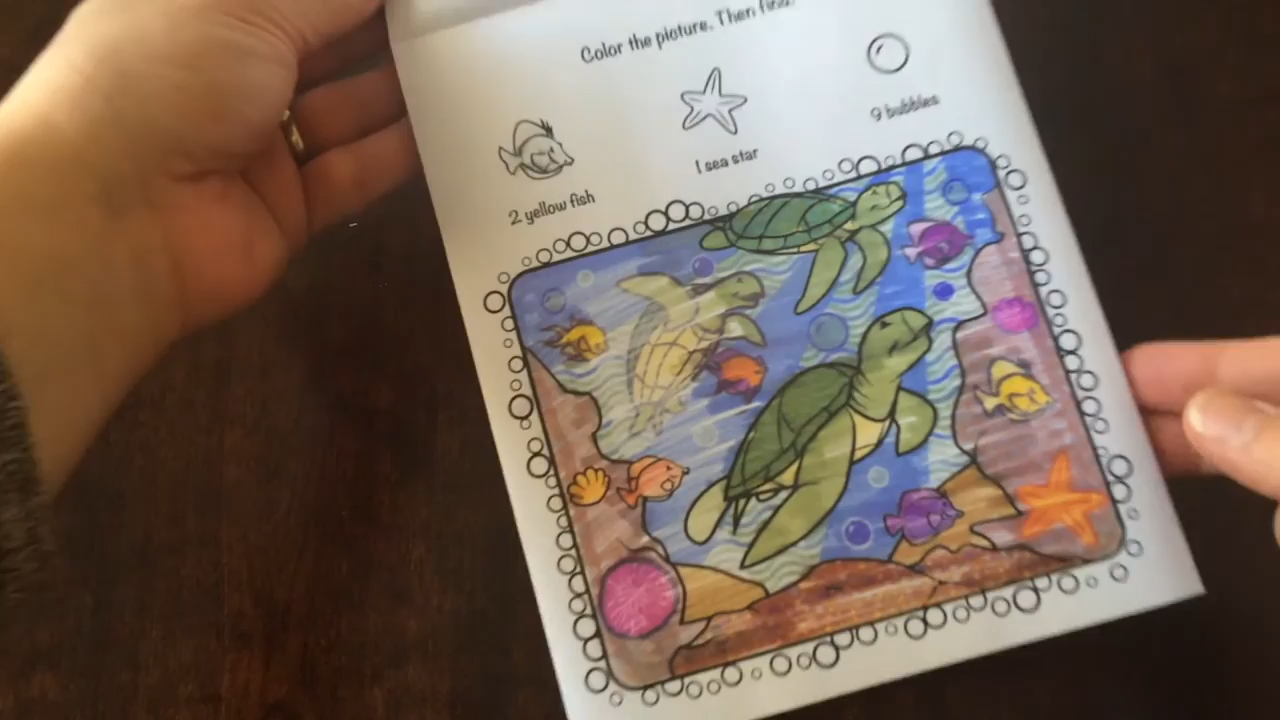 Color the picture. Then find:
2 yellow fish
1 sea star
9 bubbles